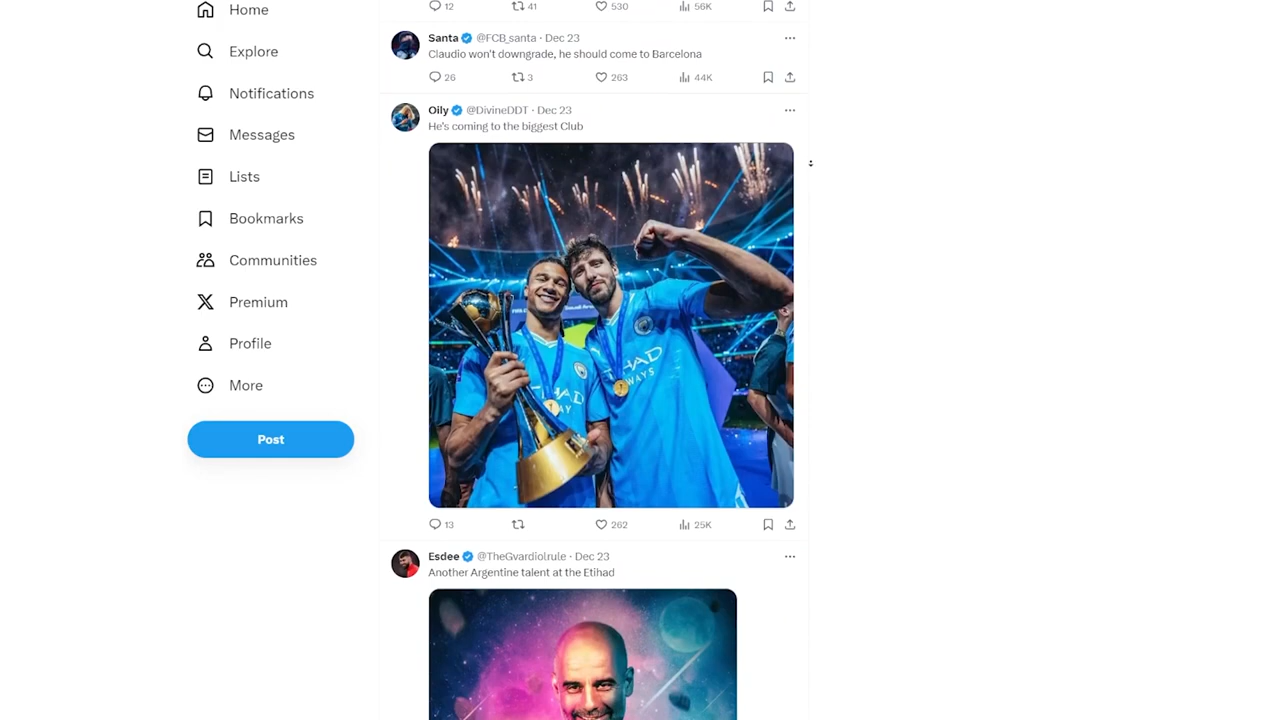 12 41 530 56K
Home
Santa @FCB_santa · Dec 23
Claudio won't downgrade, he should come to Barcelona
Explore
26 3 263 44K
Notifications
Oily @DivineDDT · Dec 23
He's coming to the biggest Club
Messages
Lists
Bookmarks
Communities
Premium
Profile
More
Post
13 262 25K
Esdee @TheGvardiolrule · Dec 23
Another Argentine talent at the Etihad